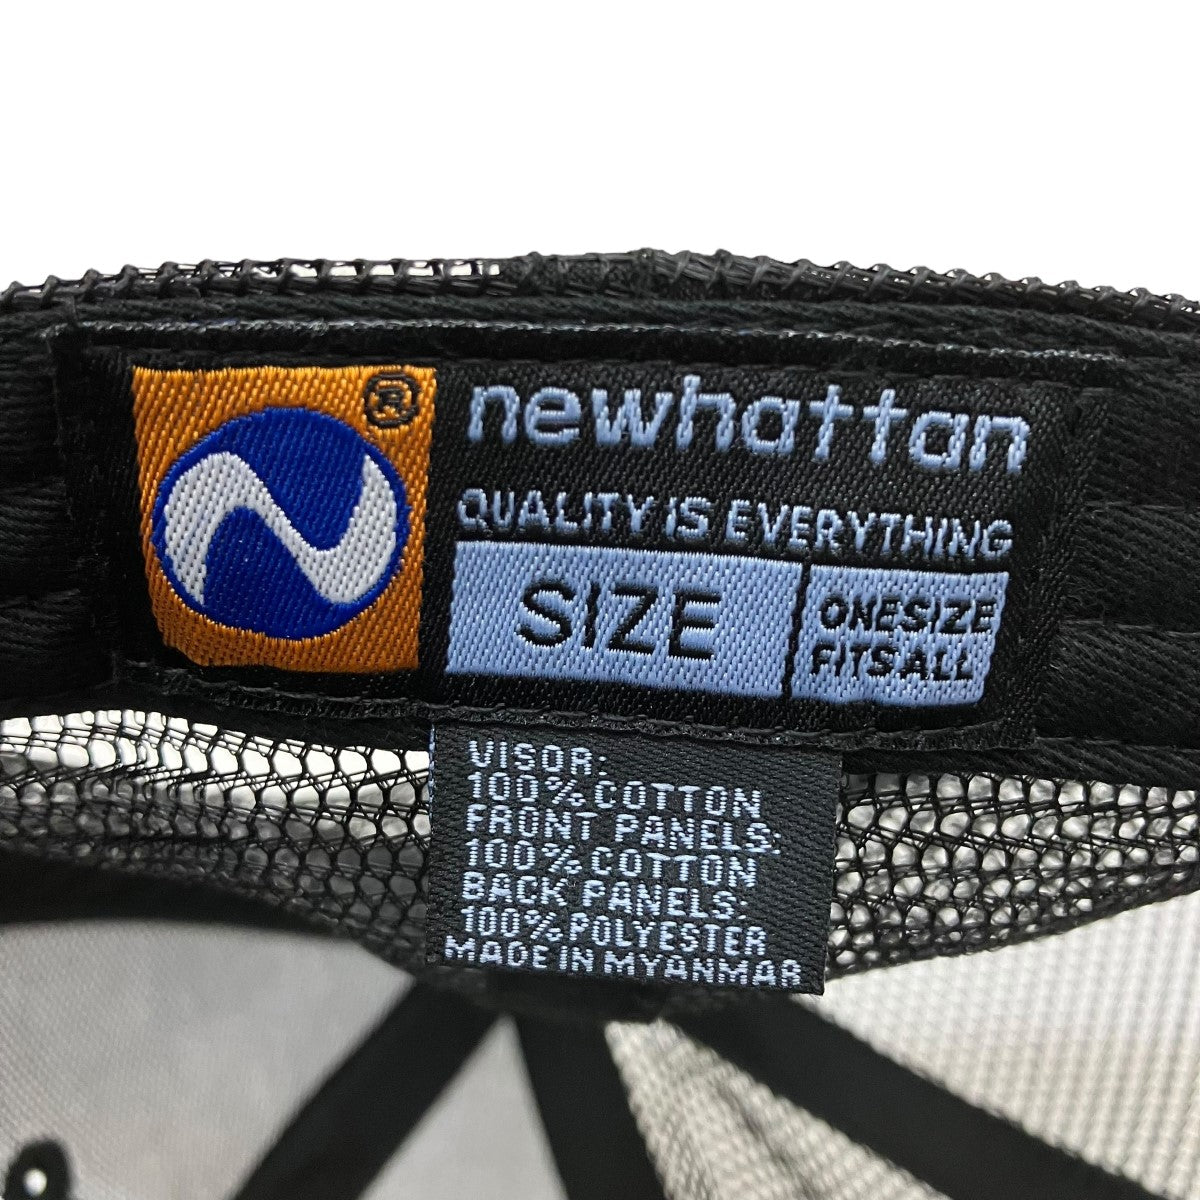 ®
newhattan
QUALITY IS EVERYTHING
SIZE
ONE SIZE
FITS ALL
VISOR:
100% COTTON
FRONT PANELS:
100% COTTON
BACK PANELS:
100% POLYESTER
MADE IN MYANMAR